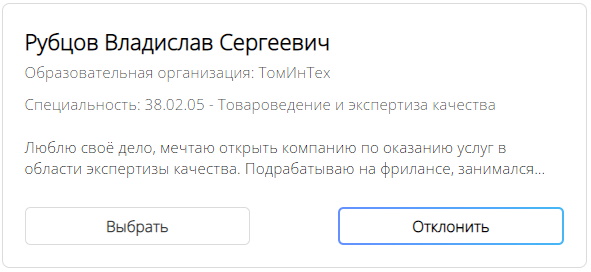 Рубцов Владислав Сергеевич
Образовательная организация: ТомИнТех
Специальность: 38.02.05 - Товароведение и экспертиза качества
Люблю своё дело, мечтаю открыть компанию по оказанию услуг в
области экспертизы качества. Подрабатываю на фрилансе, занимался...
Выбрать
Отклонить